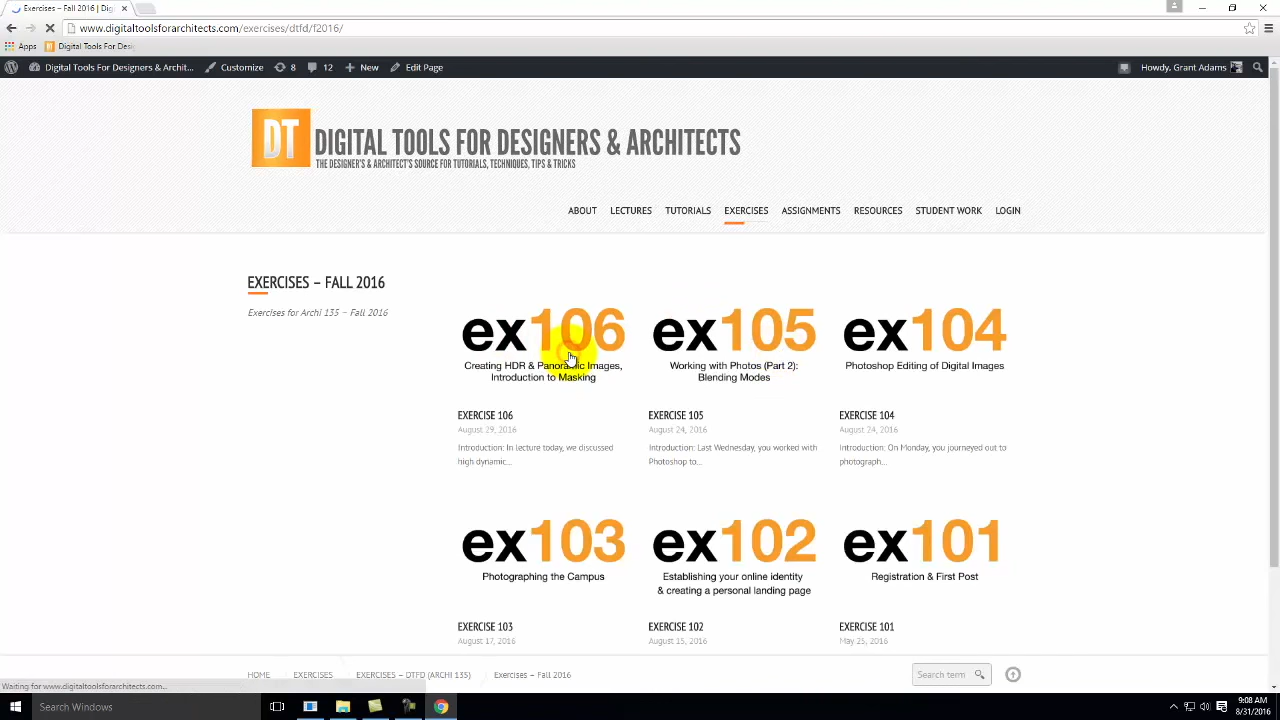 Exercises – Fall 2016 | Digi
www.digitaltoolsforarchitects.com/exercises/dtfd/f2016/
Apps
Digital Tools For Desi
Digital Tools For Designers & Archit...
Customize
8
12
New
Edit Page
Howdy, Grant Adams
DT
DIGITAL TOOLS FOR DESIGNERS & ARCHITECTS
THE DESIGNER'S & ARCHITECT'S SOURCE FOR TUTORIALS, TECHNIQUES, TIPS & TRICKS
ABOUT
LECTURES
TUTORIALS
EXERCISES
ASSIGNMENTS
RESOURCES
STUDENT WORK
LOGIN
EXERCISES – FALL 2016
Exercises for Archi 135 – Fall 2016
ex106
Creating HDR & Panoramic Images,
Introduction to Masking
EXERCISE 106
August 29, 2016
Introduction: In lecture today, we discussed
high dynamic...
ex105
Working with Photos (Part 2):
Blending Modes
EXERCISE 105
August 24, 2016
Introduction: Last Wednesday, you worked with
Photoshop to...
ex104
Photoshop Editing of Digital Images
EXERCISE 104
August 24, 2016
Introduction: On Monday, you journeyed out to
photograph...
ex103
Photographing the Campus
EXERCISE 103
August 17, 2016
ex102
Establishing your online identity
& creating a personal landing page
EXERCISE 102
August 15, 2016
ex101
Registration & First Post
EXERCISE 101
May 25, 2016
HOME
EXERCISES
EXERCISES – DTFD (ARCHI 135)
Exercises – Fall 2016
Search term
Waiting for www.digitaltoolsforarchitects.com...
Search Windows
9:08 AM
8/31/2016